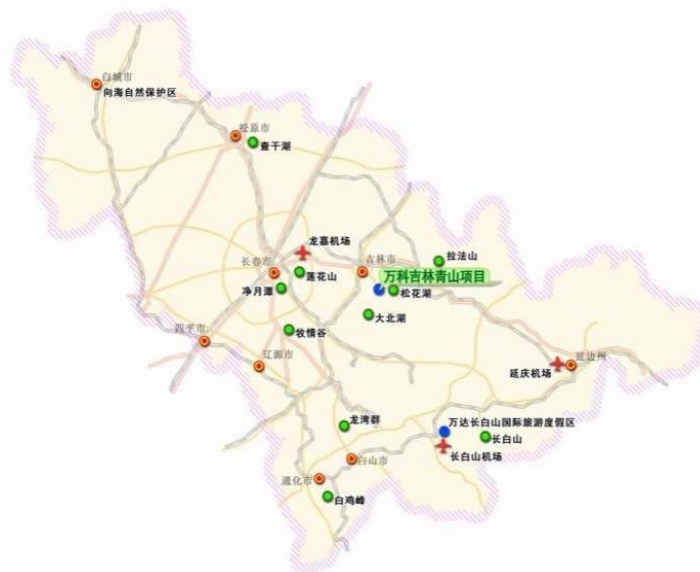 白城市
向海自然保护区
松原市
查干湖
龙嘉机场
长春市
莲花山
净月潭
吉林市
拉法山
万科吉林青山项目
松花湖
大北湖
四平市
牧情谷
辽源市
延边州
延庆机场
龙湾群
万达长白山国际旅游度假区
长白山
长白山机场
白山市
通化市
白鸡峰